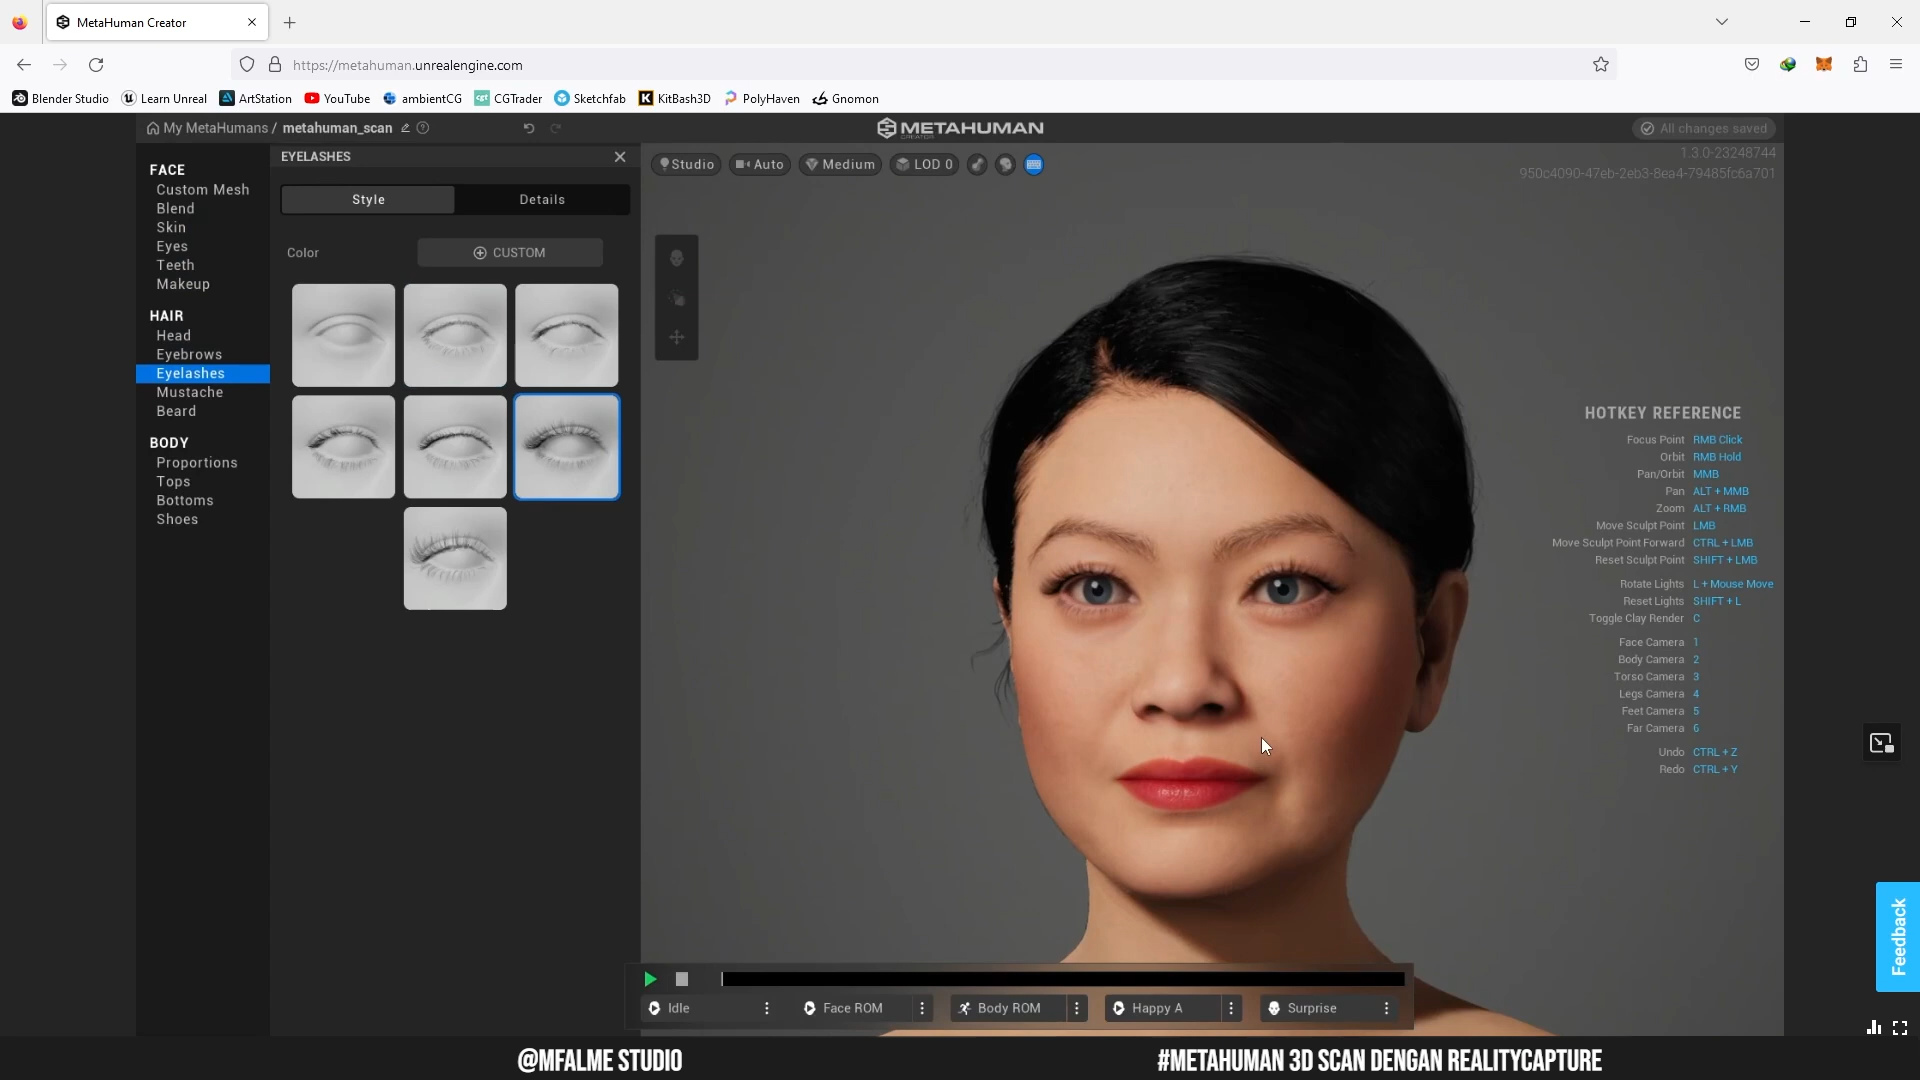 MetaHuman Creator
https://metahuman.unrealengine.com
Blender Studio
Learn Unreal
ArtStation
YouTube
ambientCG
cgt CGTrader
Sketchfab
KitBash3D
PolyHaven
Gnomon
My MetaHumans / metahuman_scan
METAHUMAN
CREATOR
All changes saved
FACE
Custom Mesh
Blend
Skin
Eyes
Teeth
Makeup
HAIR
Head
Eyebrows
Eyelashes
Mustache
Beard
BODY
Proportions
Tops
Bottoms
Shoes
EYELASHES
Style
Details
Color
CUSTOM
Studio
Auto
Medium
LOD 0
1.3.0-23248744
950c4090-47eb-2eb3-8ea4-79485fc6a701
HOTKEY REFERENCE
Focus Point RMB Click
Orbit RMB Hold
Pan/Orbit MMB
Pan ALT + MMB
Zoom ALT + RMB
Move Sculpt Point LMB
Move Sculpt Point Forward CTRL + LMB
Reset Sculpt Point SHIFT + LMB
Rotate Lights L + Mouse Move
Reset Lights SHIFT + L
Toggle Clay Render C
Face Camera 1
Body Camera 2
Torso Camera 3
Legs Camera 4
Feet Camera 5
Far Camera 6
Undo CTRL + Z
Redo CTRL + Y
Feedback
Idle
Face ROM
Body ROM
Happy A
Surprise
@MFALME STUDIO
#METAHUMAN 3D SCAN DENGAN REALITYCAPTURE